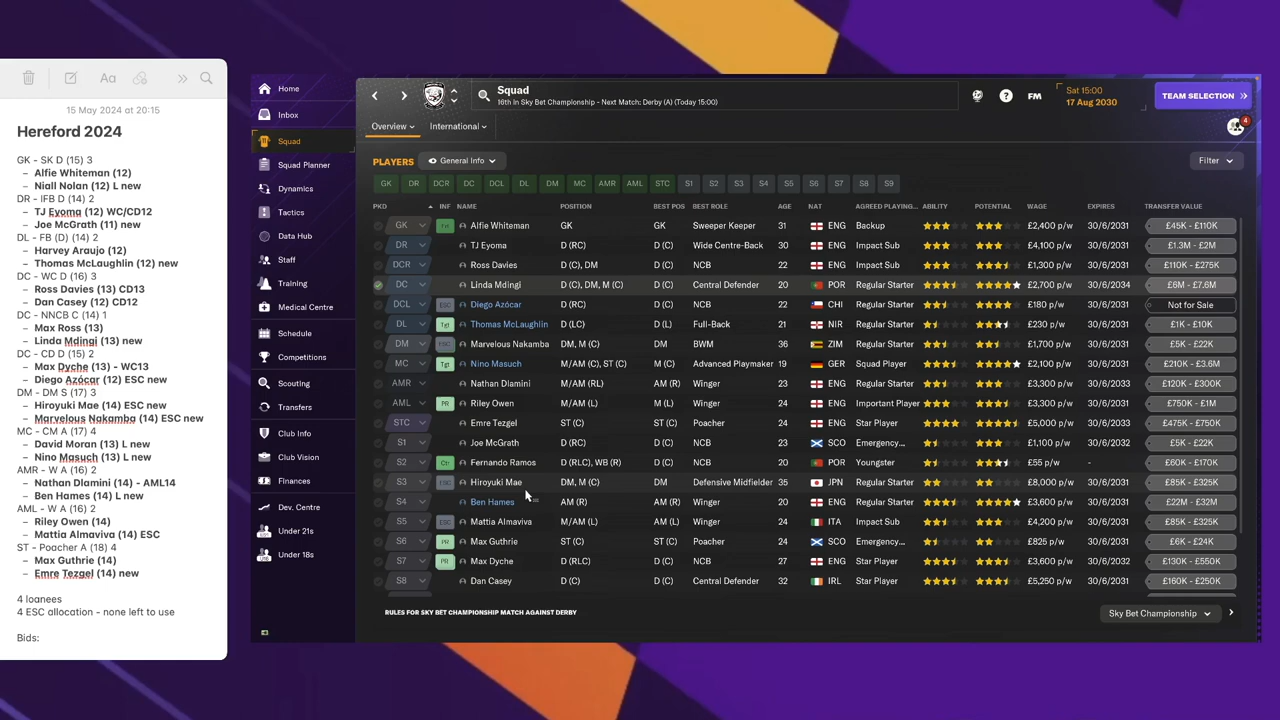 Aa
15 May 2024 at 20:15
Hereford 2024
GK - SK D (15) 3
– Alfie Whiteman (12)
– Niall Nolan (12) L new
DR - IFB D (14) 2
– TJ Eyoma (12) WC/CD12
– Joe McGrath (11) new
DL - FB (D) (14) 2
– Harvey Araujo (12)
– Thomas McLaughlin (12) new
DC - WC D (16) 3
– Ross Davies (13) CD13
– Dan Casey (12) CD12
DC - NNCB C (14) 1
– Max Ross (13)
– Linda Mdingi (13) new
DC - CD D (15) 2
– Max Dyche (13) - WC13
– Diego Azócar (12) ESC new
DM - DM S (17) 3
– Hiroyuki Mae (14) ESC new
– Marvelous Nakamba (14) ESC new
MC - CM A (17) 4
– David Moran (13) L new
– Nino Masuch (13) L new
AMR - W A (16) 2
– Nathan Dlamini (14) - AML14
– Ben Hames (14) L new
AML - W A (16) 2
– Riley Owen (14)
– Mattia Almaviva (14) ESC
ST - Poacher A (18) 4
– Max Guthrie (14)
– Emre Tezgel (14) new
4 loanees
4 ESC allocation - none left to use
Bids:
Home
Inbox
Squad
Squad Planner
Dynamics
Tactics
Data Hub
Staff
Training
Medical Centre
Schedule
Competitions
Scouting
Transfers
Club Info
Club Vision
Finances
Dev. Centre
Under 21s
Under 18s
Squad
16th in Sky Bet Championship - Next Match: Derby (A) (Today 15:00)
FM
Sat 15:00
17 Aug 2030
TEAM SELECTION
4
Overview International
PLAYERS General Info Filter
GK DR DCR DC DCL DL DM MC AMR AML STC S1 S2 S3 S4 S5 S6 S7 S8 S9
PKD INF NAME POSITION BEST POS BEST ROLE AGE NAT AGREED PLAYING... ABILITY POTENTIAL WAGE EXPIRES TRANSFER VALUE
GK Alfie Whiteman GK GK Sweeper Keeper 31 ENG Backup £2,400 p/w 30/6/2031 £45K - £110K
DR TJ Eyoma D (RC) D (C) Wide Centre-Back 30 ENG Impact Sub £4,100 p/w 30/6/2031 £1.3M - £2M
DCR Ross Davies D (C), DM D (C) NCB 22 ENG Impact Sub £1,300 p/w 30/6/2031 £110K - £275K
DC Linda Mdingi D (C), DM, M (C) D (C) Central Defender 20 POR Regular Starter £2,700 p/w 30/6/2034 £6M - £7.6M
DCL ESC Diego Azócar D (RC) D (C) NCB 22 CHI Regular Starter £180 p/w 30/6/2031 Not for Sale
DL Tgt Thomas McLaughlin D (LC) D (L) Full-Back 21 NIR Regular Starter £230 p/w 30/6/2031 £1K - £10K
DM ESC Marvelous Nakamba DM, M (C) DM BWM 36 ZIM Regular Starter £1,700 p/w 30/6/2031 £5K - £22K
MC Tgt Nino Masuch M/AM (C), ST (C) M (C) Advanced Playmaker 19 GER Squad Player £2,100 p/w 30/6/2031 £210K - £3.6M
AMR Nathan Dlamini M/AM (RL) AM (R) Winger 23 ENG Regular Starter £3,300 p/w 30/6/2033 £120K - £300K
AML PR Riley Owen M/AM (L) M (L) Winger 24 ENG Important Player £3,300 p/w 30/6/2031 £750K - £1M
STC Emre Tezgel ST (C) ST (C) Poacher 24 ENG Star Player £5,000 p/w 30/6/2033 £475K - £750K
S1 Joe McGrath D (RC) D (C) NCB 23 SCO Emergency... £1,100 p/w 30/6/2032 £5K - £22K
S2 Fernando Ramos D (RLC), WB (R) D (C) NCB 20 POR Youngster £55 p/w - £60K - £170K
S3 ESC Hiroyuki Mae DM, M (C) DM Defensive Midfielder 35 JPN Regular Starter £8,000 p/w 30/6/2031 £85K - £325K
S4 Ben Hames AM (R) AM (R) Winger 20 ENG Regular Starter £3,600 p/w 30/6/2031 £22M - £32M
S5 ESC Mattia Almaviva M/AM (L) AM (L) Winger 24 ITA Impact Sub £4,200 p/w 30/6/2031 £85K - £325K
S6 PR Max Guthrie ST (C) ST (C) Poacher 24 SCO Emergency... £825 p/w 30/6/2031 £6K - £24K
S7 PR Max Dyche D (RLC) D (C) NCB 27 ENG Star Player £3,600 p/w 30/6/2031 £130K - £550K
S8 Dan Casey D (C) D (C) Central Defender 32 IRL Star Player £5,250 p/w 30/6/2031 £160K - £250K
RULES FOR SKY BET CHAMPIONSHIP MATCH AGAINST DERBY
Sky Bet Championship